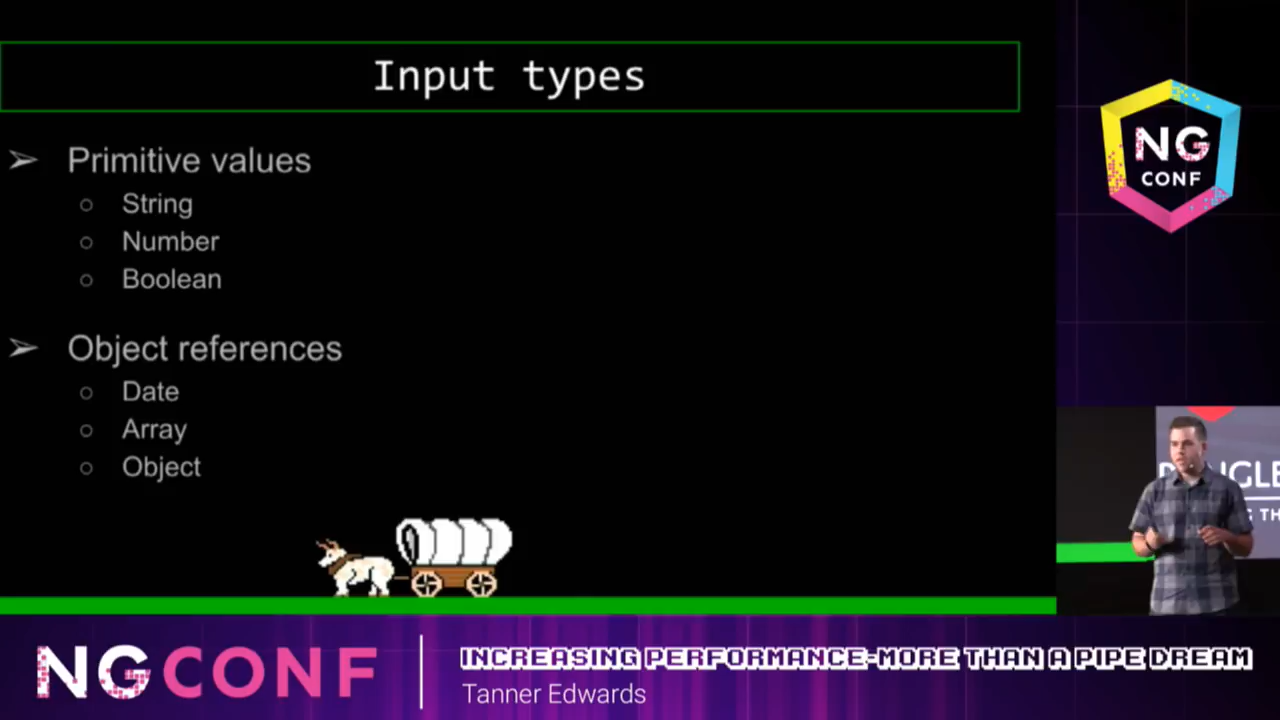 Input types
➢ Primitive values
○ String
○ Number
○ Boolean
➢ Object references
○ Date
○ Array
○ Object
NG
CONF
NG CONF
INCREASING PERFORMANCE-MORE THAN A PIPE DREAM
Tanner Edwards